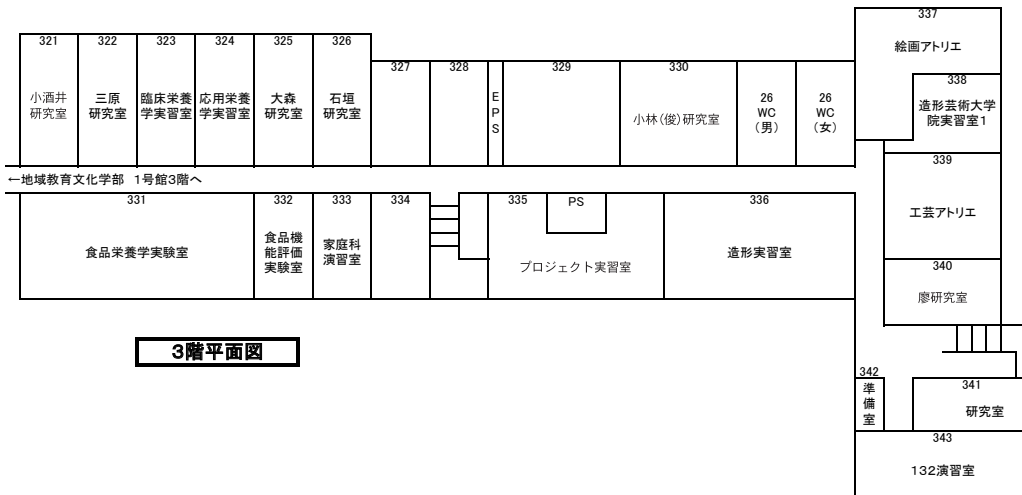 321
小酒井
研究室
322
三原
研究室
323
臨床栄養
学実習室
324
応用栄養
学実習室
325
大森
研究室
326
石垣
研究室
327
328
E
P
S
329
330
小林(俊)研究室
26
WC
(男)
26
WC
(女)
337
絵画アトリエ
338
造形芸術大学
院実習室1
339
工芸アトリエ
340
廖研究室
←地域教育文化学部 1号館3階へ
331
食品栄養学実験室
332
食品機
能評価
実験室
333
家庭科
演習室
334
335
PS
プロジェクト実習室
336
造形実習室
3階平面図
342
準
備
室
341
研究室
343
132演習室